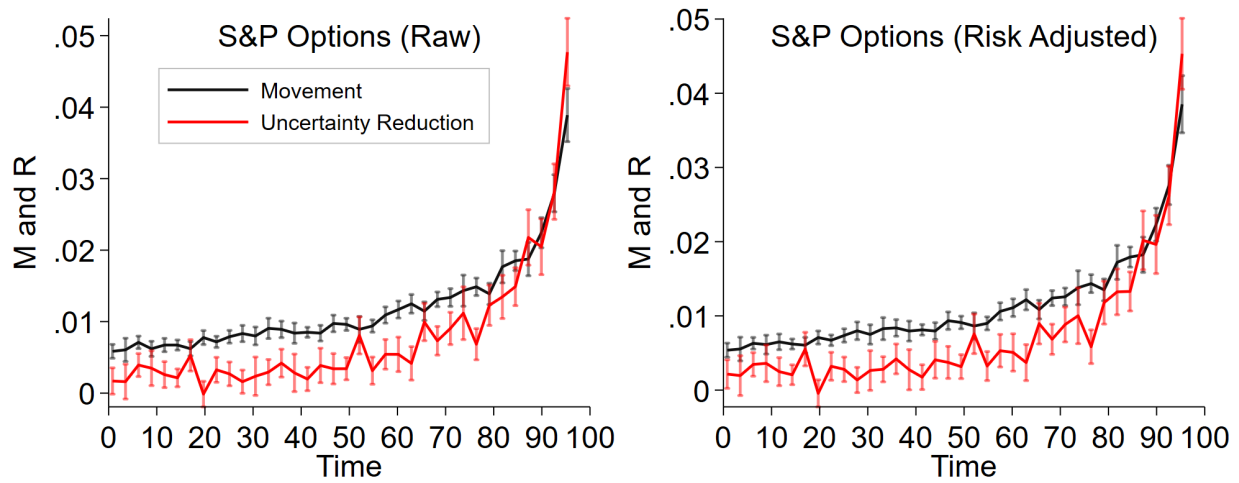 S&P Options (Raw)
Movement
Uncertainty Reduction
M and R
.05
.04
.03
.02
.01
0
0 10 20 30 40 50 60 70 80 90 100
Time
S&P Options (Risk Adjusted)
M and R
.05
.04
.03
.02
.01
0
0 10 20 30 40 50 60 70 80 90 100
Time